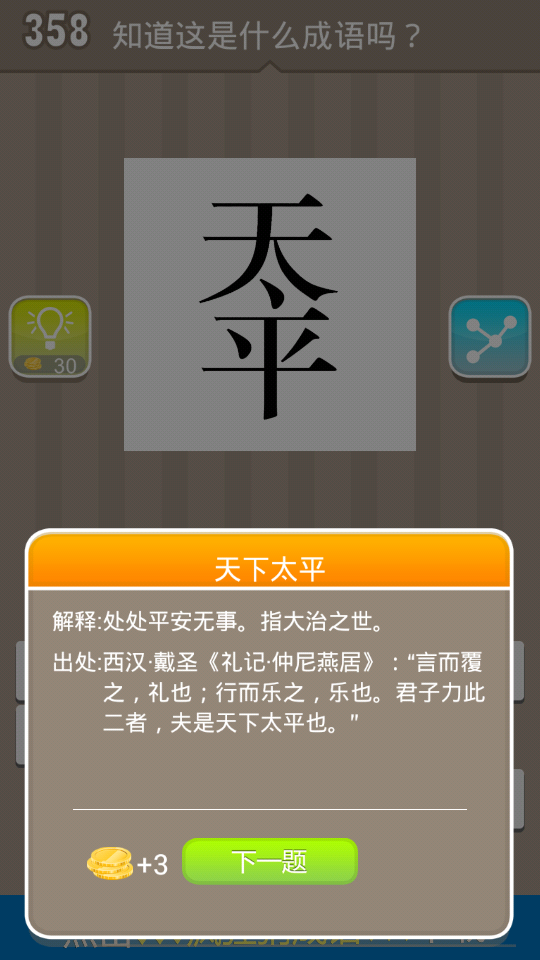 358 知道这是什么成语吗？
天
平
30
天下太平
解释:处处平安无事。指大治之世。
出处:西汉·戴圣《礼记·仲尼燕居》：“言而覆
之，礼也；行而乐之，乐也。君子力此
二者，夫是天下太平也。”
+3
下一题